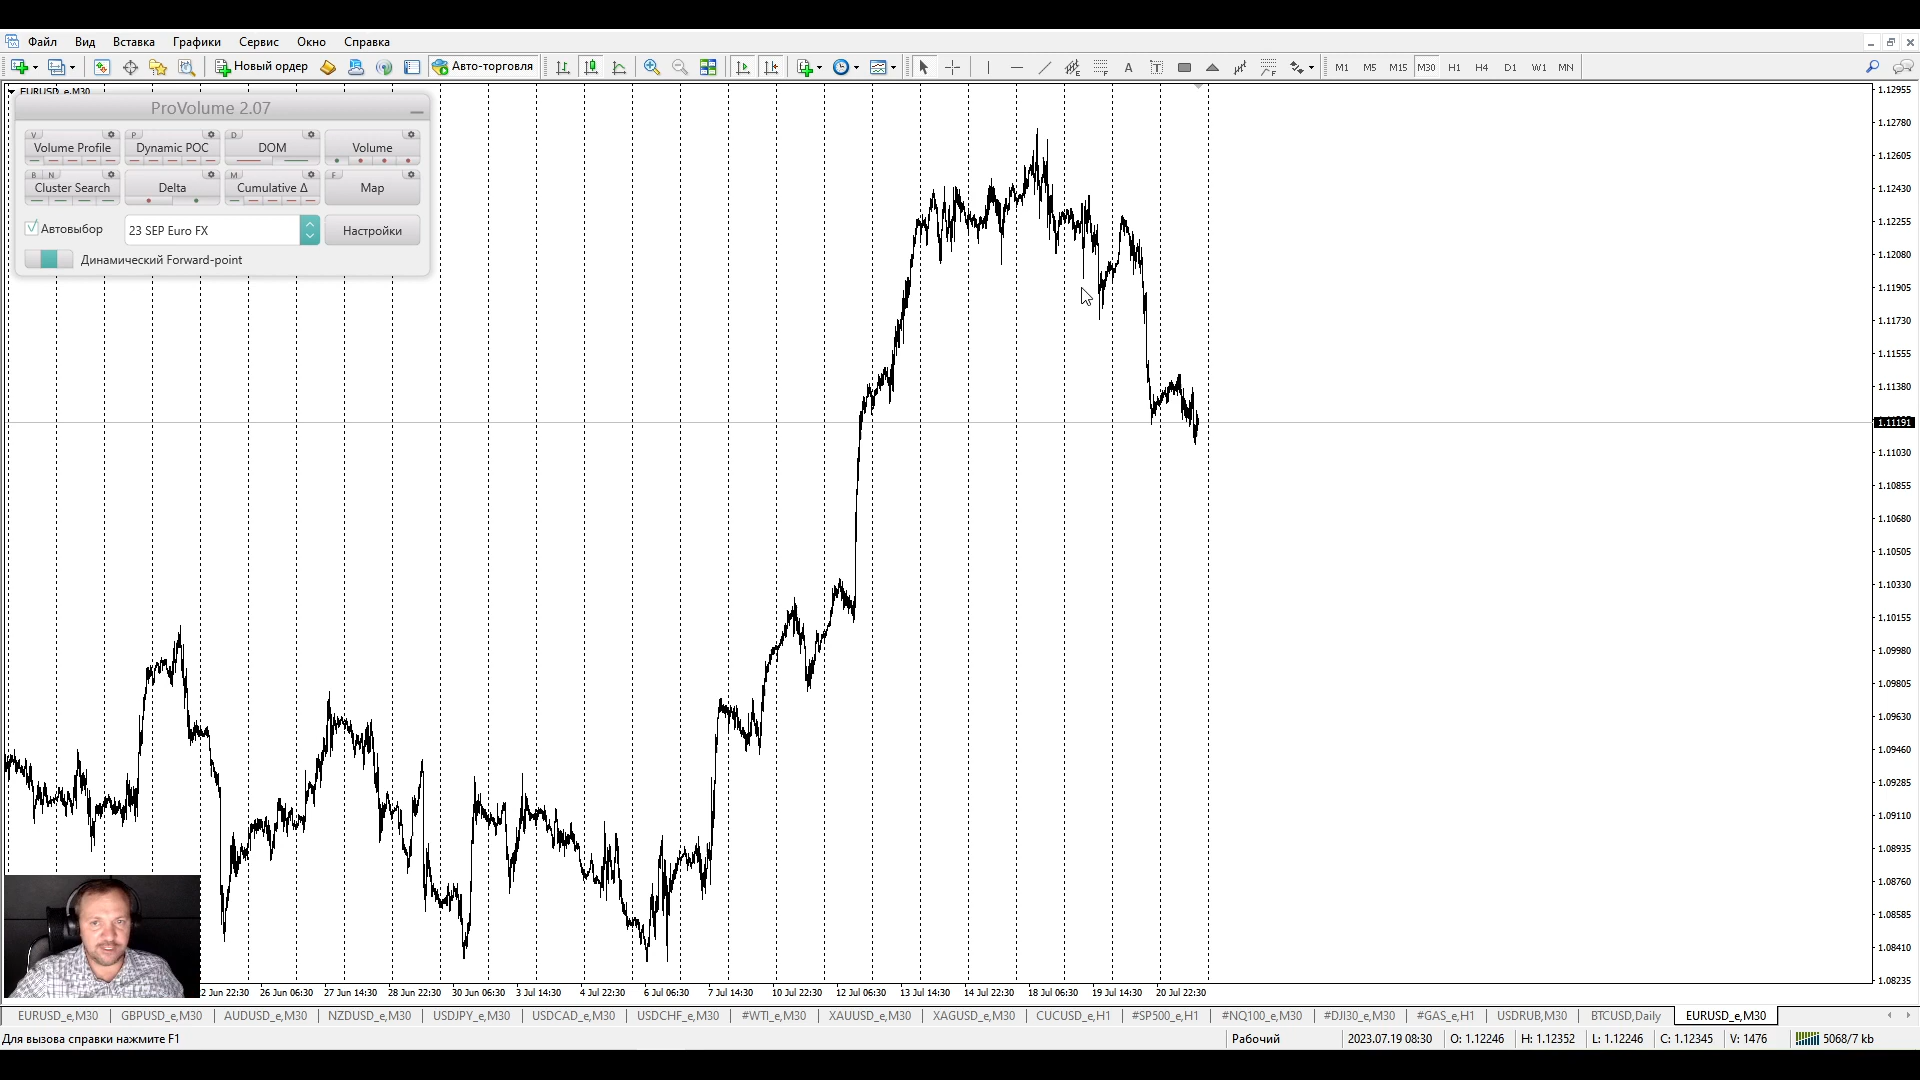 Файл Вид Вставка Графики Сервис Окно Справка
Новый ордер Авто-торговля A T M1 M5 M15 M30 H1 H4 D1 W1 MN
EURUSD_e,M30
ProVolume 2.07
V P D
Volume Profile Dynamic POC DOM Volume
B N M F
Cluster Search Delta Cumulative Δ Map
Автовыбор 23 SEP Euro FX Настройки
Динамический Forward-point
1.12955
1.12780
1.12605
1.12430
1.12255
1.12080
1.11905
1.11730
1.11555
1.11380
1.11191
1.11030
1.10855
1.10680
1.10505
1.10330
1.10155
1.09980
1.09805
1.09630
1.09460
1.09285
1.09110
1.08935
1.08760
1.08585
1.08410
1.08235
2 Jun 22:30 26 Jun 06:30 27 Jun 14:30 28 Jun 22:30 30 Jun 06:30 3 Jul 14:30 4 Jul 22:30 6 Jul 06:30 7 Jul 14:30 10 Jul 22:30 12 Jul 06:30 13 Jul 14:30 14 Jul 22:30 18 Jul 06:30 19 Jul 14:30 20 Jul 22:30
EURUSD_e,M30 GBPUSD_e,M30 AUDUSD_e,M30 NZDUSD_e,M30 USDJPY_e,M30 USDCAD_e,M30 USDCHF_e,M30 #WTI_e,M30 XAUUSD_e,M30 XAGUSD_e,M30 CUCUSD_e,H1 #SP500_e,H1 #NQ100_e,M30 #DJI30_e,M30 #GAS_e,H1 USDRUB,M30 BTCUSD,Daily EURUSD_e,M30
Для вызова справки нажмите F1 Рабочий 2023.07.19 08:30 O: 1.12246 H: 1.12352 L: 1.12246 C: 1.12345 V: 1476 5068/7 kb